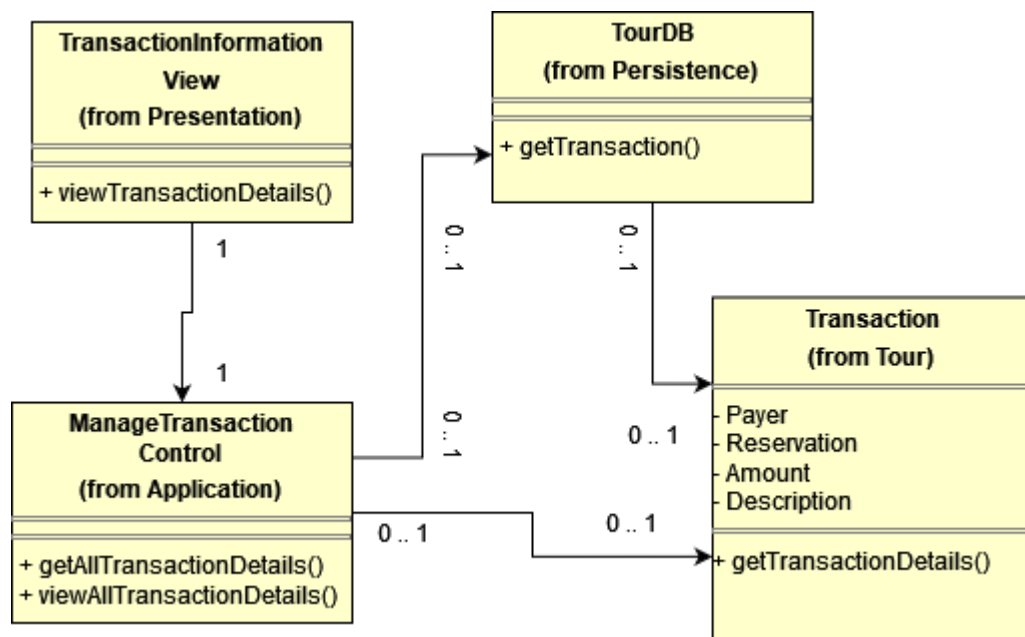 TransactionInformation
View
(from Presentation)
+ viewTransactionDetails()
TourDB
(from Persistence)
+ getTransaction()
1
1
0 .. 1
0 .. 1
0 .. 1
0 .. 1
ManageTransaction
Control
(from Application)
+ getAllTransactionDetails()
+ viewAllTransactionDetails()
0 .. 1
0 .. 1
Transaction
(from Tour)
- Payer
- Reservation
- Amount
- Description
+ getTransactionDetails()